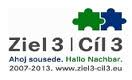 Ziel 3 | Cíl 3
Ahoj sousede. Hallo Nachbar.
2007-2013. www.ziel3-cil3.eu